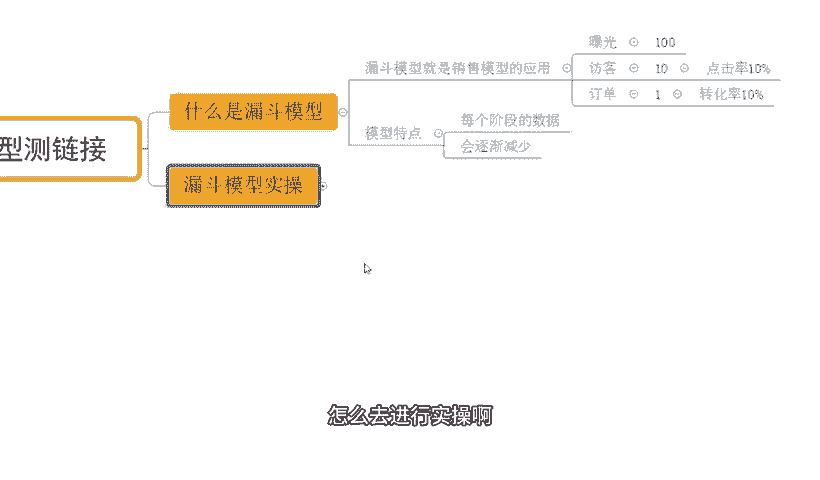 型测链接
什么是漏斗模型
漏斗模型就是销售模型的应用
曝光 100
访客 10 点击率10%
订单 1 转化率10%
模型特点
每个阶段的数据
会逐渐减少
漏斗模型实操
怎么去进行实操啊